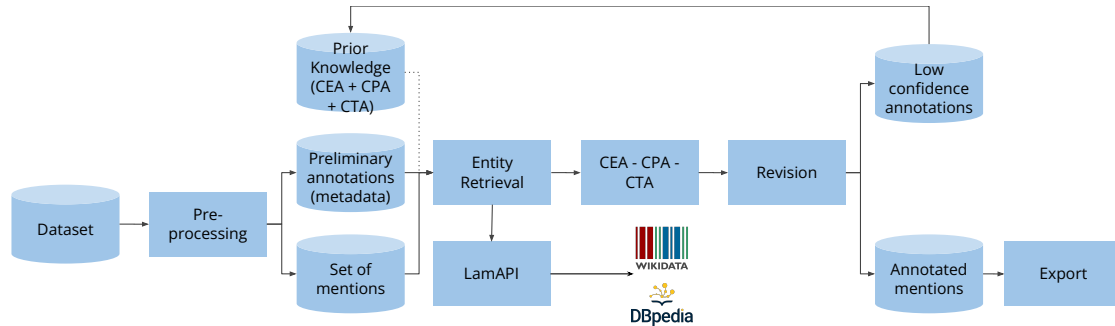 Prior
Knowledge
(CEA + CPA
+ CTA)
Low
confidence
annotations
Preliminary
annotations
(metadata)
Entity
Retrieval
CEA - CPA -
CTA
Revision
Dataset
Pre-
processing
Set of
mentions
LamAPI
WIKIDATA
DBpedia
Annotated
mentions
Export